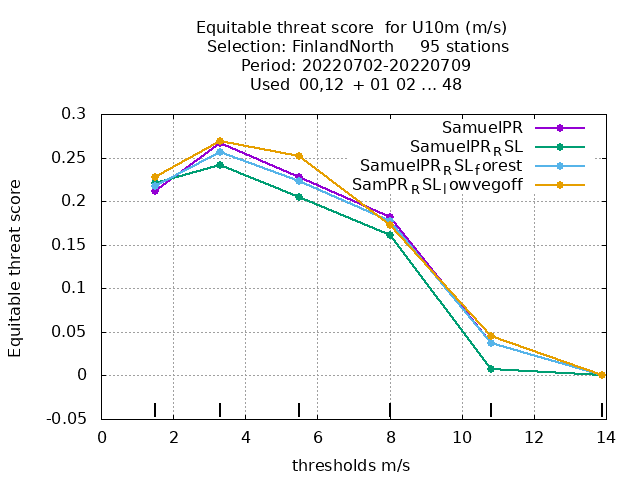 Equitable threat score  for U10m (m/s)
Selection: FinlandNorth     95 stations
Period: 20220702-20220709
Used  00,12  + 01 02 ... 48
Equitable threat score
0.3
0.25
0.2
0.15
0.1
0.05
0
-0.05
SamuelPR
SamuelPR_RSL
SamuelPR_RSL_forest
SamPR_RSL_lowvegoff
0 2 4 6 8 10 12 14
thresholds m/s